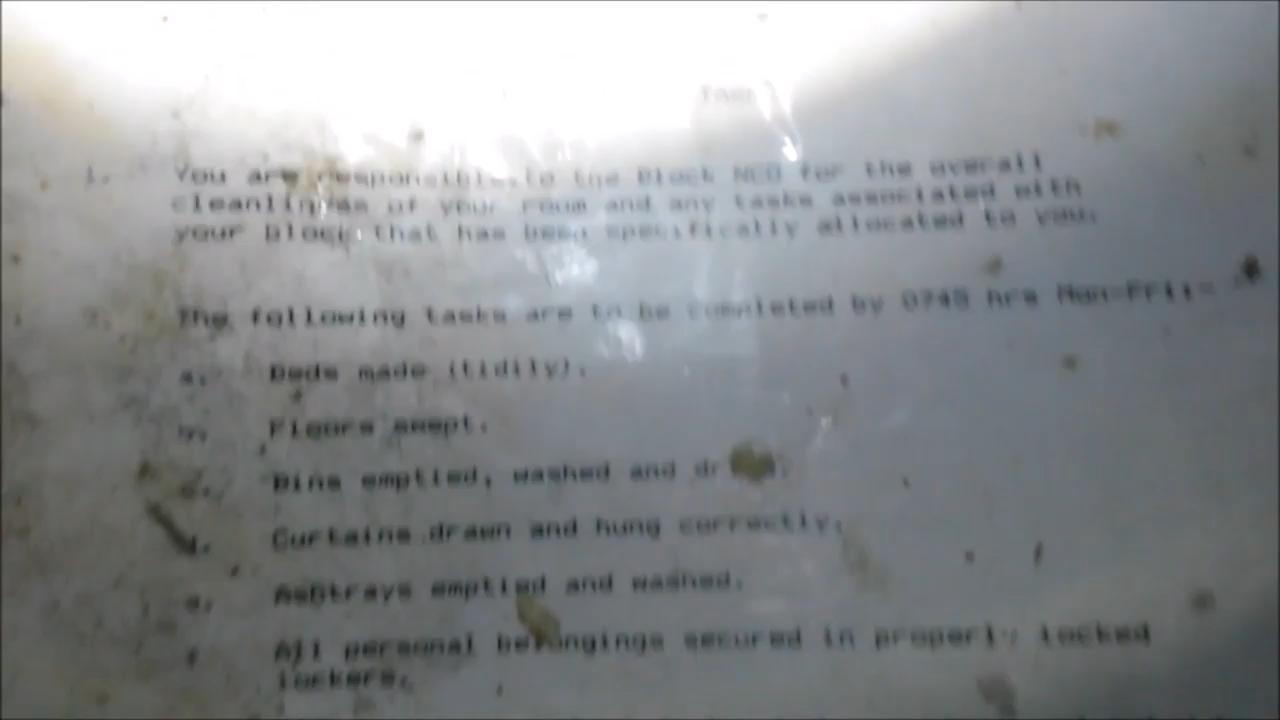 1. You are responsible to the Block NCO for the overall
cleanliness of your room and any tasks associated with
your block that has been specifically allocated to you.
2. The following tasks are to be completed by 0745 hrs Mon-Fri:-
a. Beds made (tidily).
b. Floors swept.
c. Bins emptied, washed and
d. Curtains drawn and hung correctly.
e. Ashtrays emptied and washed.
f All personal belongings secured in properly locked
lockers.